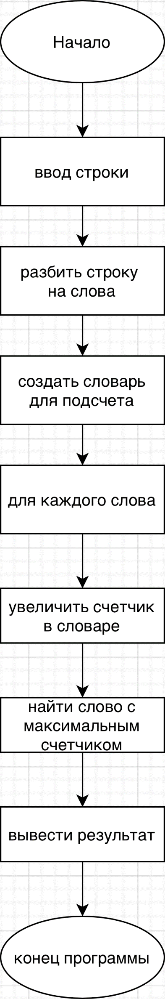 Начало
ввод строки
разбить строку
на слова
создать словарь
для подсчета
для каждого слова
увеличить счетчик
в словаре
найти слово с
максимальным
счетчиком
вывести результат
конец программы